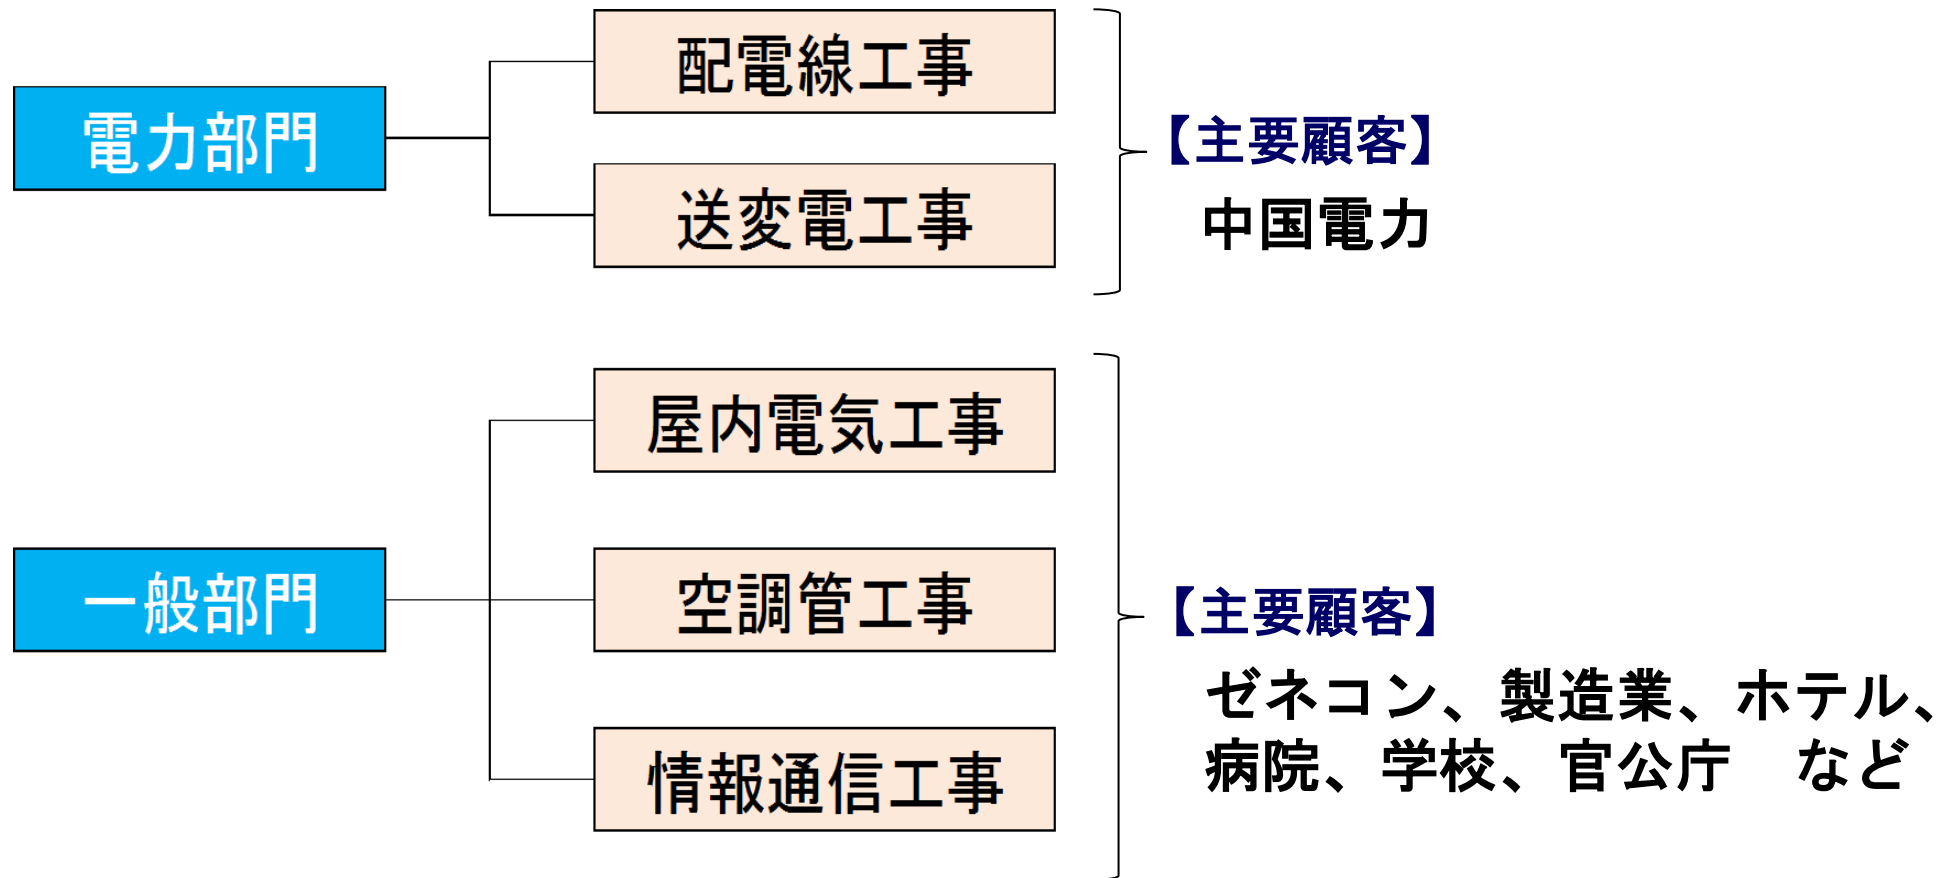 電力部門
配電線工事
送変電工事
【主要顧客】
中国電力
一般部門
屋内電気工事
空調管工事
情報通信工事
【主要顧客】
ゼネコン、製造業、ホテル、
病院、学校、官公庁　など